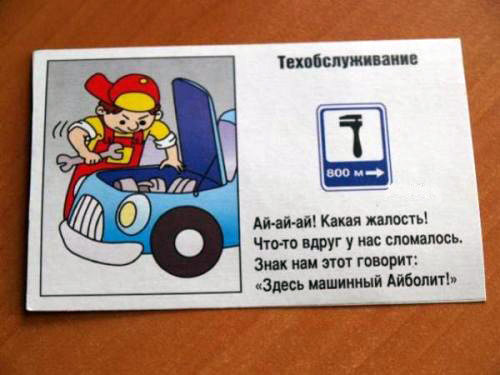 Техобслуживание
800 м
Ай-ай-ай! Какая жалость!
Что-то вдруг у нас сломалось.
Знак нам этот говорит:
«Здесь машинный Айболит!»